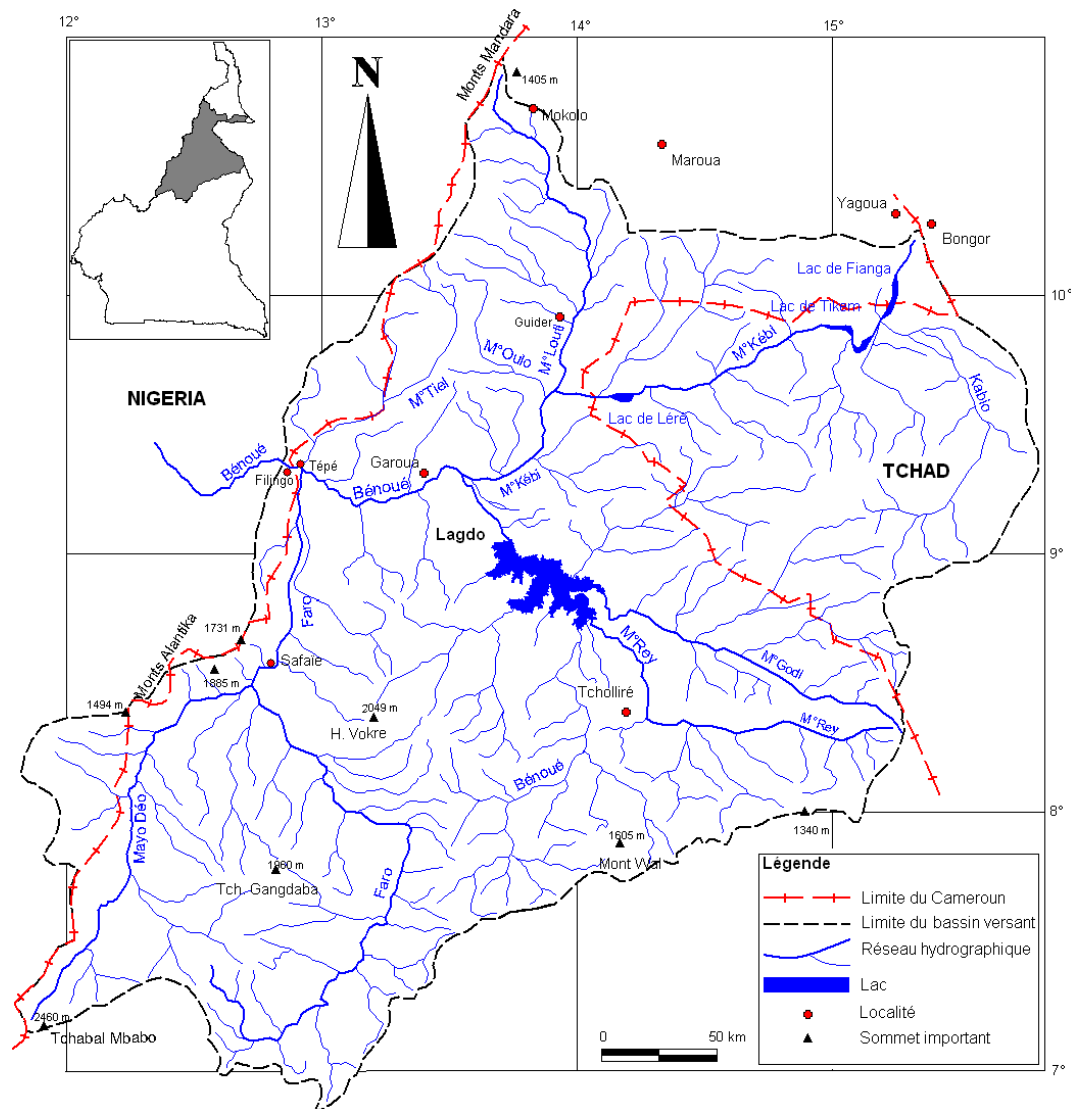 12°
13°
14°
15°
N
Monts Mandara
1405 m
Mokolo
Maroua
Yagoua
Bongor
Lac de Fianga
10°
Lac de Tikem
Guider
M°Louti
M°Oulo
M°Kébi
M°Tiel
Kabio
NIGERIA
Lac de Léré
Bénoué
Tépé
Garoua
Filingo
Bénoué
M°Kébi
TCHAD
Lagdo
9°
Faro
1731 m
Monts Alantika
Safaïe
M°Rey
M°Godi
1885 m
Tcholliré
1494 m
2049 m
H. Vokre
M°Rey
Bénoué
8°
Mayo Déo
1340 m
1605 m
Mont Wal
Tch. Gangdaba
Faro
Légende
Limite du Cameroun
Limite du bassin versant
Réseau hydrographique
Lac
Localité
Sommet important
2460 m
Tchabal Mbabo
0
50 km
7°